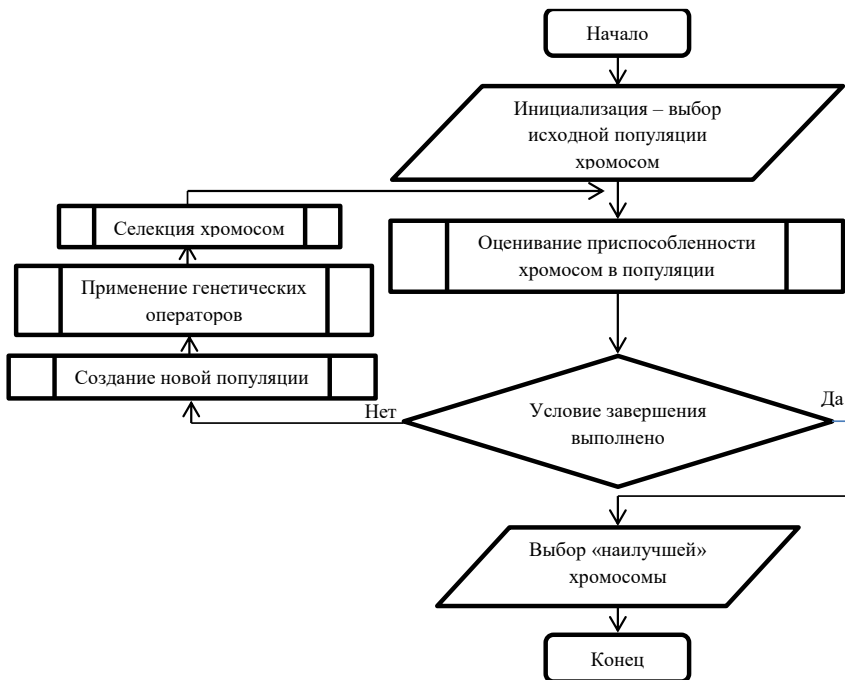 Начало
Инициализация – выбор
исходной популяции
хромосом
Селекция хромосом
Оценивание приспособленности
хромосом в популяции
Применение генетических
операторов
Создание новой популяции
Нет
Условие завершения
выполнено
Да
Выбор «наилучшей»
хромосомы
Конец